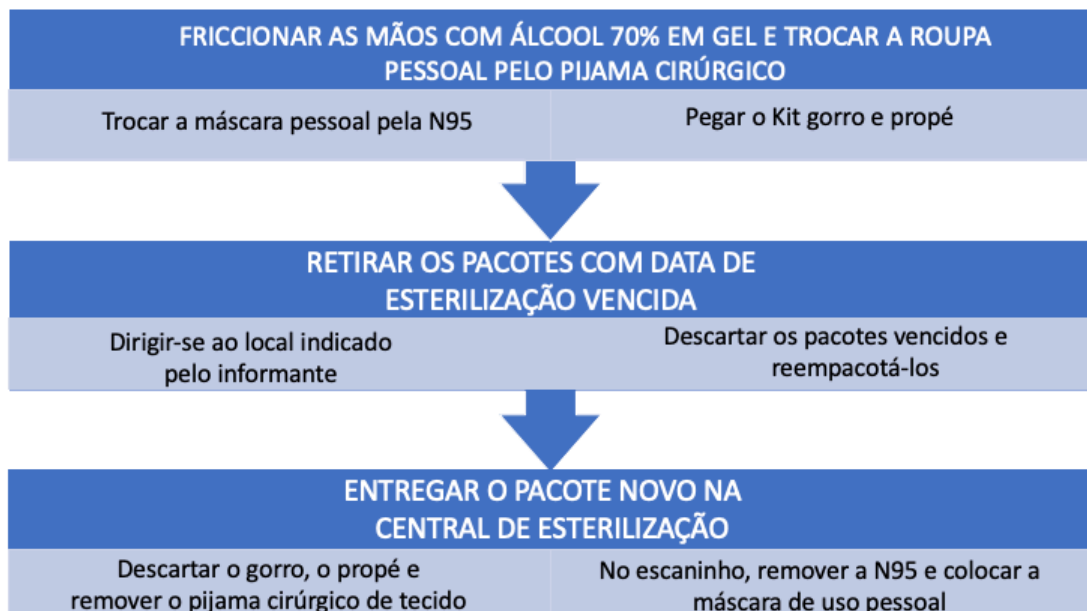 FRICCIONAR AS MÃOS COM ÁLCOOL 70% EM GEL E TROCAR A ROUPA
PESSOAL PELO PIJAMA CIRÚRGICO
Trocar a máscara pessoal pela N95
Pegar o Kit gorro e propé
RETIRAR OS PACOTES COM DATA DE
ESTERILIZAÇÃO VENCIDA
Dirigir-se ao local indicado
pelo informante
Descartar os pacotes vencidos e
reempacotá-los
ENTREGAR O PACOTE NOVO NA
CENTRAL DE ESTERILIZAÇÃO
Descartar o gorro, o propé e
remover o pijama cirúrgico de tecido
No escaninho, remover a N95 e colocar a
máscara de uso pessoal